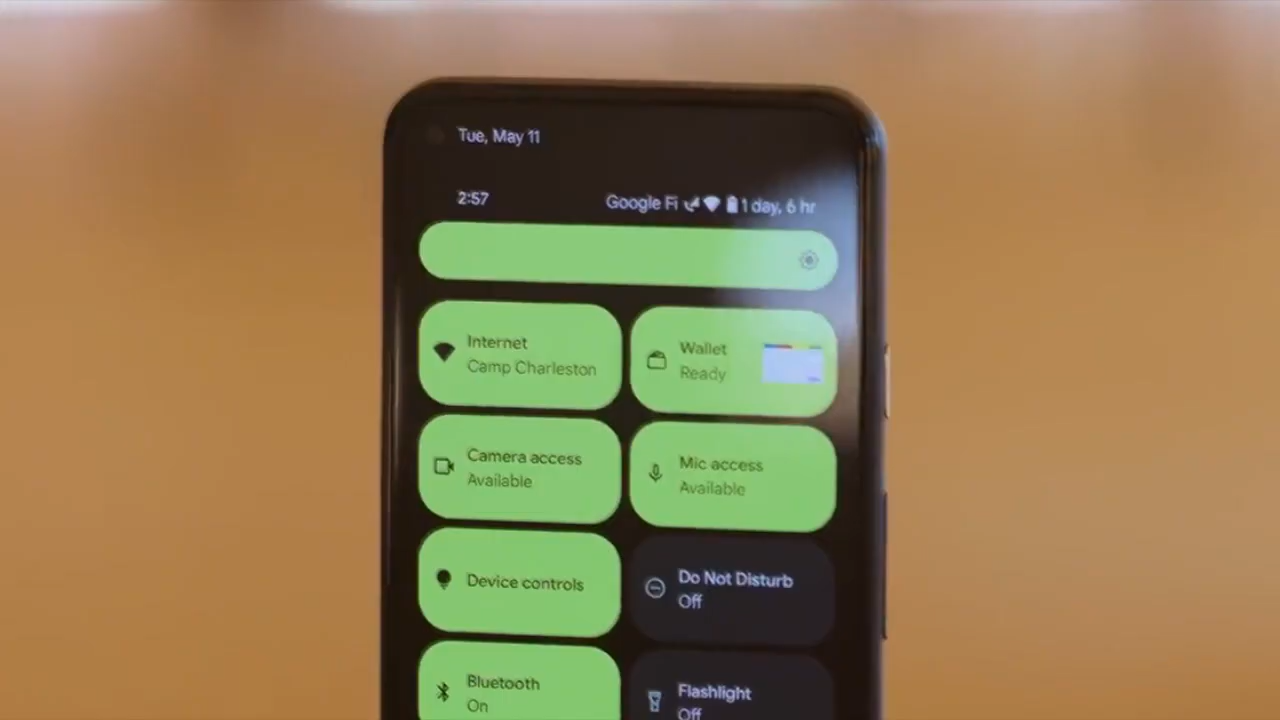 Tue, May 11
2:57
Google Fi 1 day, 6 hr
Internet
Camp Charleston
Wallet
Ready
Camera access
Available
Mic access
Available
Device controls
Do Not Disturb
Off
Bluetooth
On
Flashlight
Off